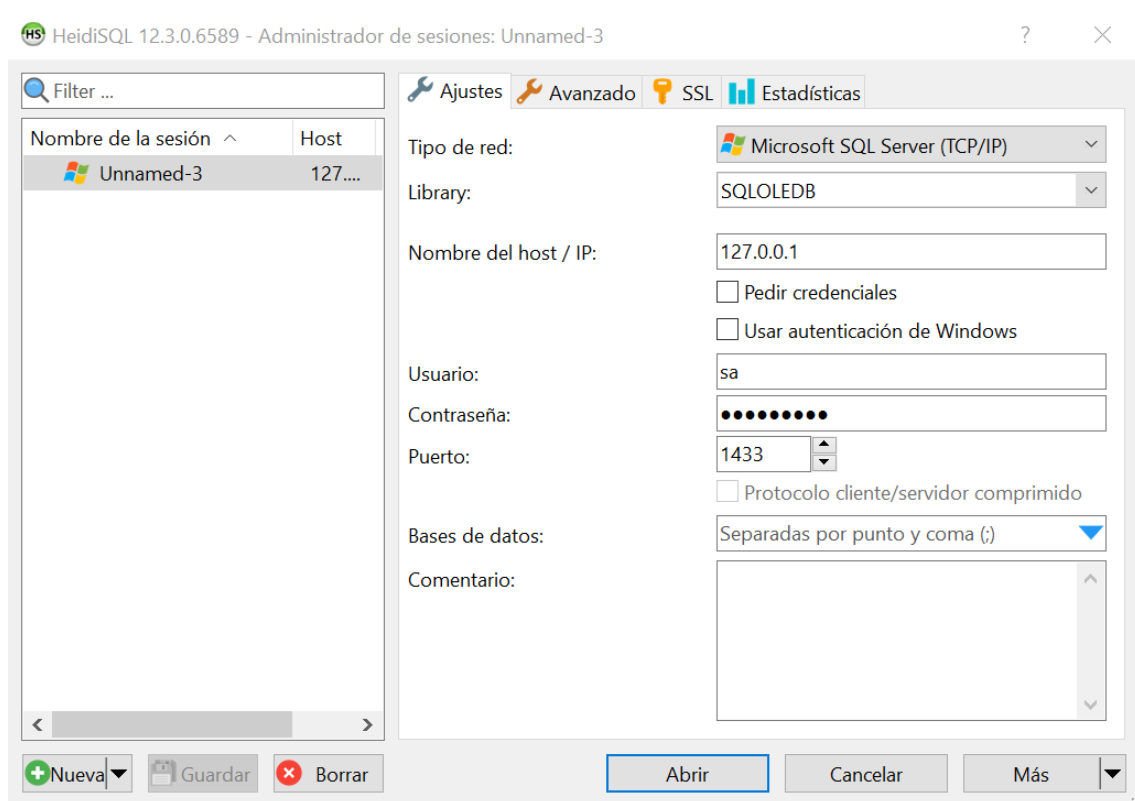 HS HeidiSQL 12.3.0.6589 - Administrador de sesiones: Unnamed-3 ?
Filter ...
Nombre de la sesión Host
Unnamed-3 127....
Ajustes Avanzado SSL Estadísticas
Tipo de red: Microsoft SQL Server (TCP/IP)
Library: SQLOLEDB
Nombre del host / IP: 127.0.0.1
Pedir credenciales
Usar autenticación de Windows
Usuario: sa
Contraseña: ●●●●●●●●●
Puerto: 1433
Protocolo cliente/servidor comprimido
Bases de datos: Separadas por punto y coma (;)
Comentario:
Nueva Guardar Borrar Abrir Cancelar Más